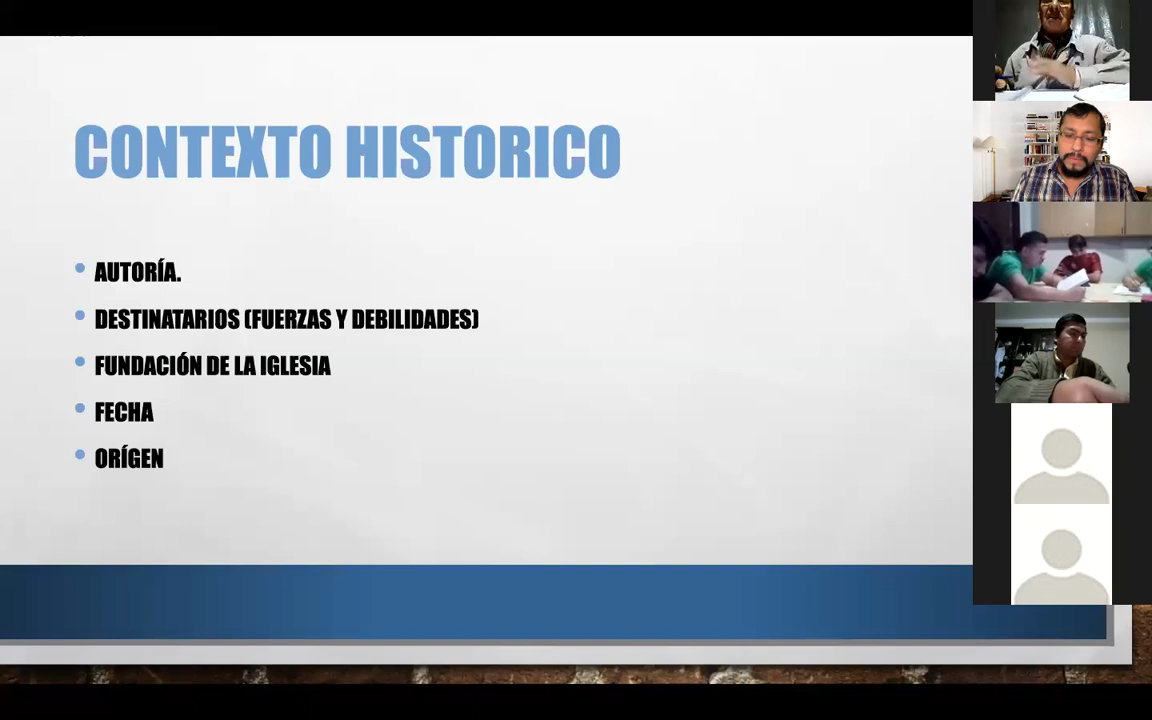 CONTEXTO HISTORICO
• AUTORÍA.
• DESTINATARIOS (FUERZAS Y DEBILIDADES)
• FUNDACIÓN DE LA IGLESIA
• FECHA
• ORÍGEN